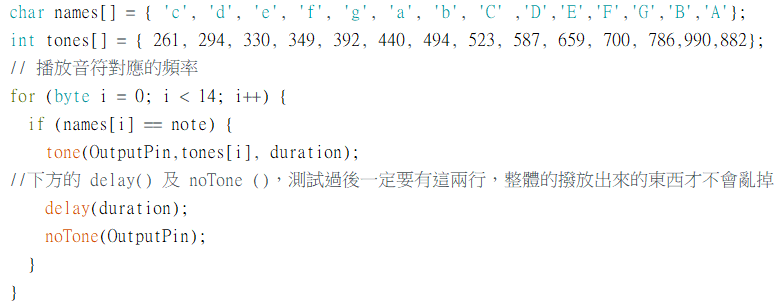 char names[] = { 'c', 'd', 'e', 'f', 'g', 'a', 'b', 'C' ,'D','E','F','G','B','A'};
int tones[] = { 261, 294, 330, 349, 392, 440, 494, 523, 587, 659, 700, 786,990,882};
// 播放音符對應的頻率
for (byte i = 0; i < 14; i++) {
if (names[i] == note) {
tone(OutputPin,tones[i], duration);
//下方的 delay() 及 noTone ()，測試過後一定要有這兩行，整體的撥放出來的東西才不會亂掉
delay(duration);
noTone(OutputPin);
}
}